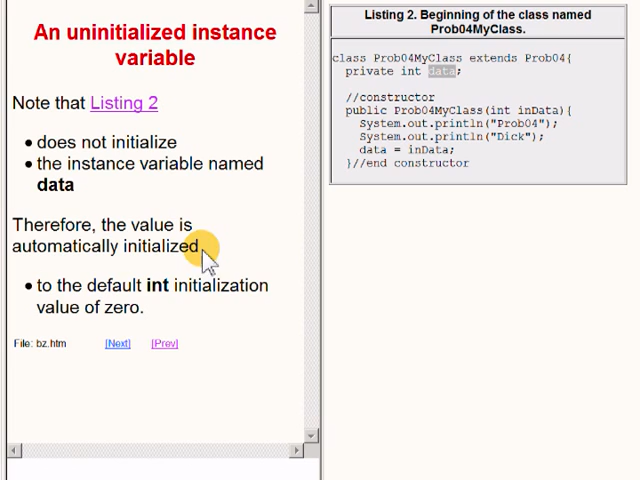 An uninitialized instance
variable
Note that Listing 2
• does not initialize
• the instance variable named
data
Therefore, the value is
automatically initialized
• to the default int initialization
value of zero.
File: bz.htm [Next] [Prev]
Listing 2. Beginning of the class named
Prob04MyClass.
class Prob04MyClass extends Prob04{
private int data;
//constructor
public Prob04MyClass(int inData){
System.out.println("Prob04");
System.out.println("Dick");
data = inData;
}//end constructor